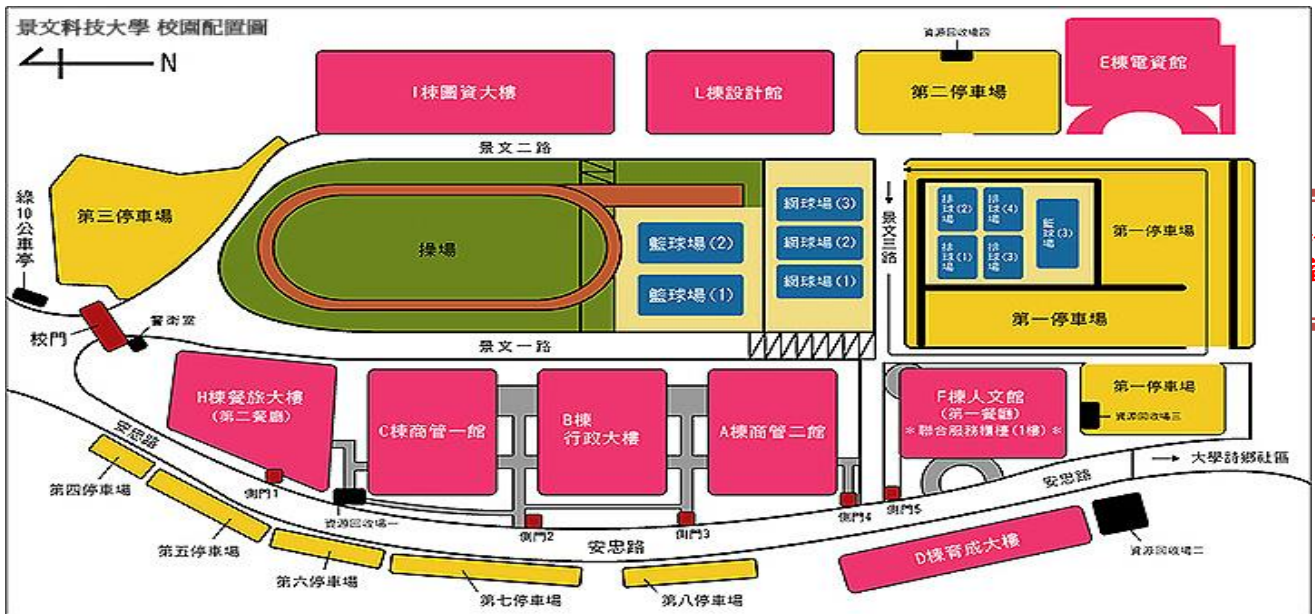 景文科技大學 校園配置圖
N
資源回收場四
I棟圖資大樓
L棟設計館
第二停車場
E棟電資館
景文二路
第三停車場
綠10公車亭
操場
籃球場(2)
籃球場(1)
網球場(3)
網球場(2)
網球場(1)
景文三路
排球場(2)
排球場(4)
籃球場(3)
排球場(1)
排球場(3)
第一停車場
第一停車場
校門
警衛室
景文一路
H棟餐旅大樓
(第二餐廳)
C棟商管一館
B棟
行政大樓
A棟商管二館
F棟人文館
(第一餐廳)
*聯合服務櫃檯(1樓)*
第一停車場
資源回收場三
安忠路
側門1
資源回收場一
側門2
安忠路
側門3
側門4
側門5
安忠路
大學詩鄉社區
第四停車場
第五停車場
第六停車場
第七停車場
第八停車場
D棟育成大樓
資源回收場二